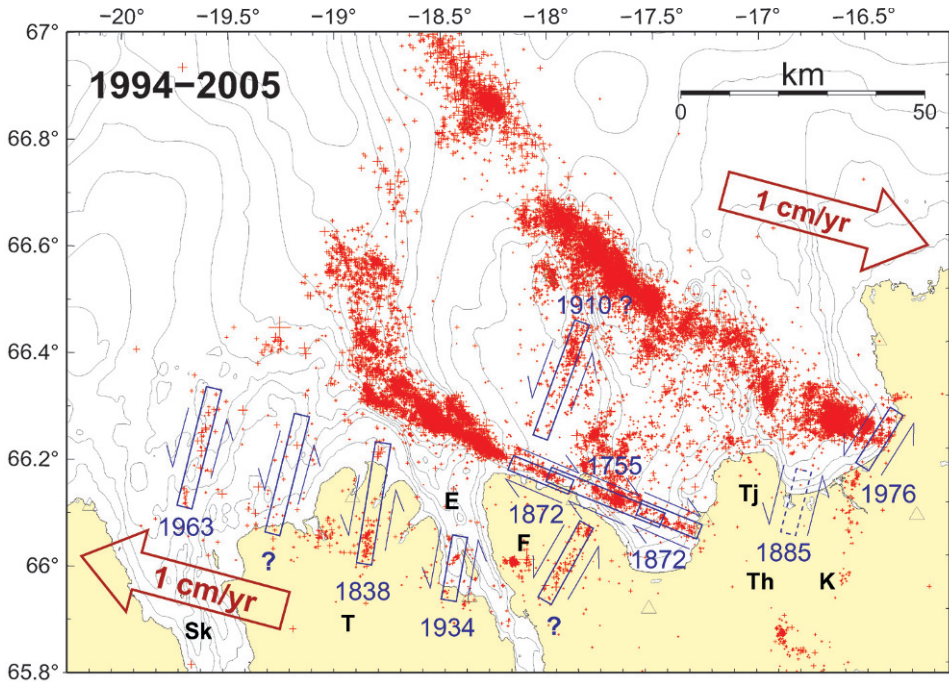 −20° −19.5° −19° −18.5° −18° −17.5° −17° −16.5°
67°
1994−2005
km
0 50
66.8°
1 cm/yr
66.6°
1910 ?
66.4°
66.2°
1755
E
Tj
1963
1872
1976
F
1872
1885
66°
?
1838
Th K
1 cm/yr
T
1934
?
Sk
65.8°